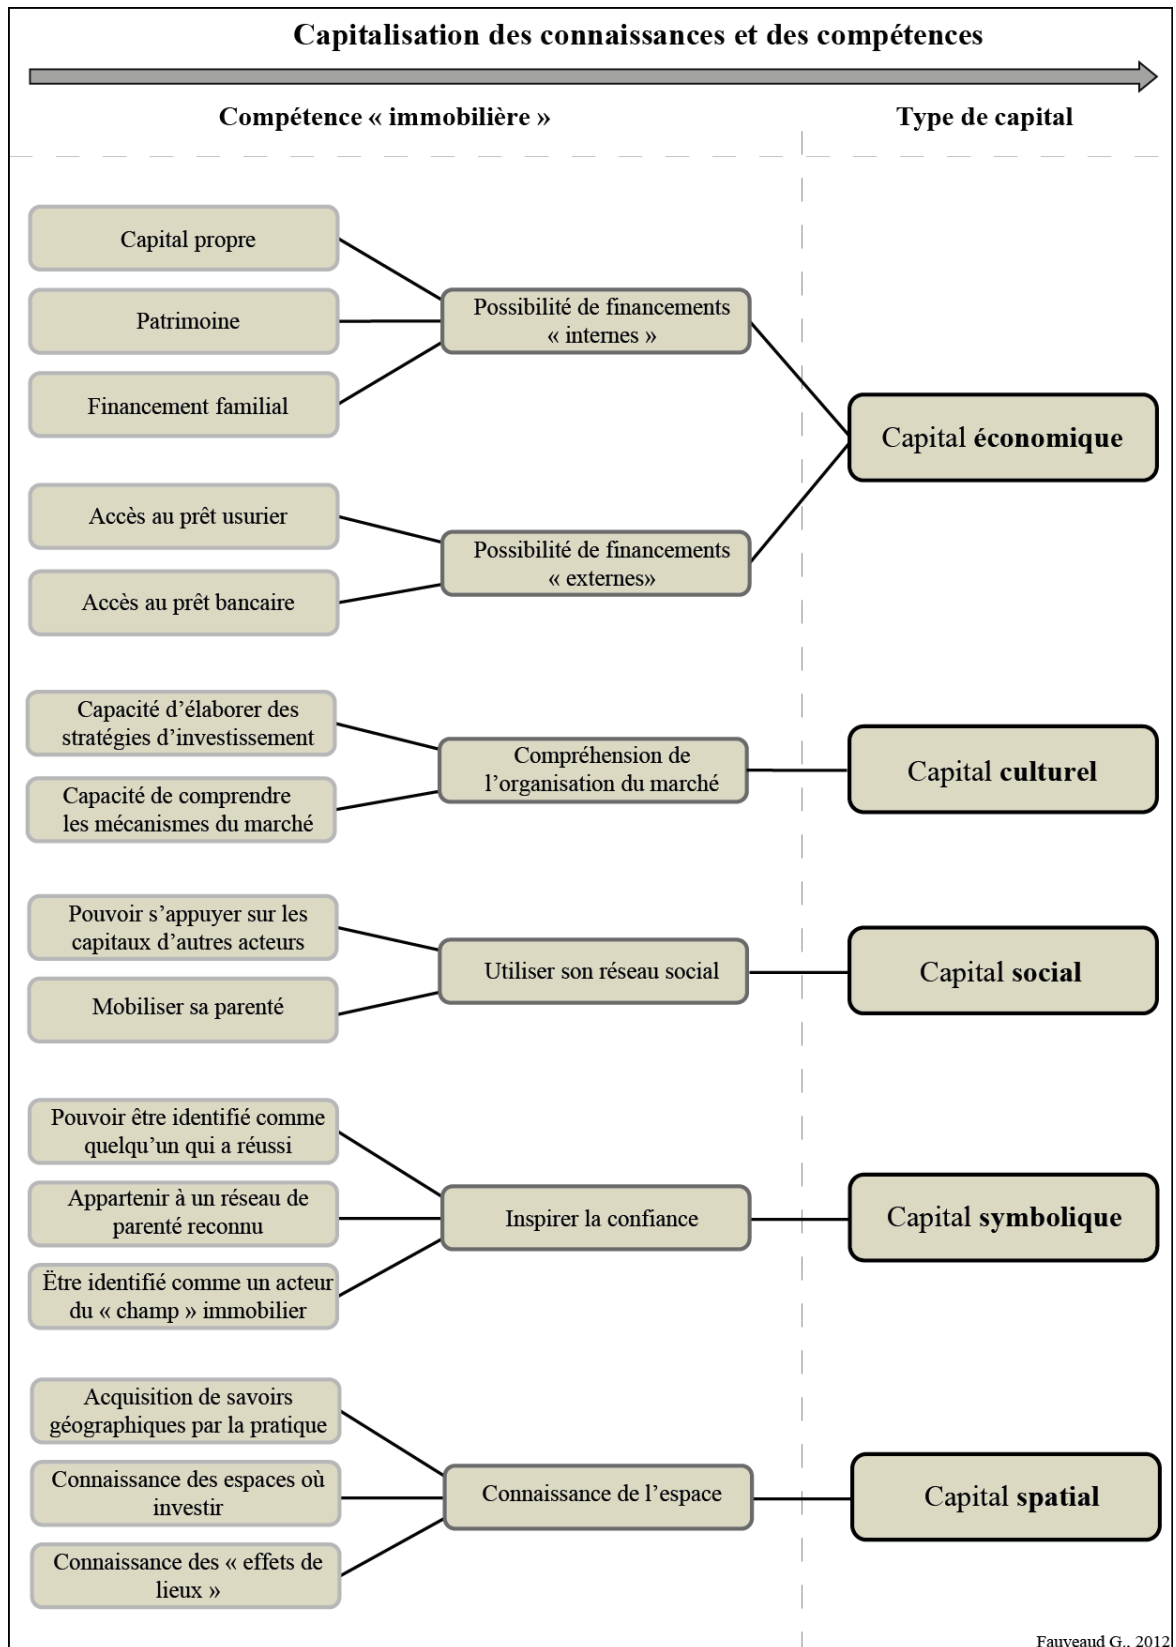 Capitalisation des connaissances et des compétences
Compétence « immobilière »
Type de capital
Capital propre
Patrimoine
Financement familial
Possibilité de financements
« internes »
Accès au prêt usurier
Accès au prêt bancaire
Possibilité de financements
« externes»
Capital économique
Capacité d’élaborer des
stratégies d’investissement
Capacité de comprendre
les mécanismes du marché
Compréhension de
l’organisation du marché
Capital culturel
Pouvoir s’appuyer sur les
capitaux d’autres acteurs
Mobiliser sa parenté
Utiliser son réseau social
Capital social
Pouvoir être identifié comme
quelqu’un qui a réussi
Appartenir à un réseau de
parenté reconnu
Ëtre identifié comme un acteur
du « champ » immobilier
Inspirer la confiance
Capital symbolique
Acquisition de savoirs
géographiques par la pratique
Connaissance des espaces où
investir
Connaissance des « effets de
lieux »
Connaissance de l’espace
Capital spatial
Fauveaud G., 2012